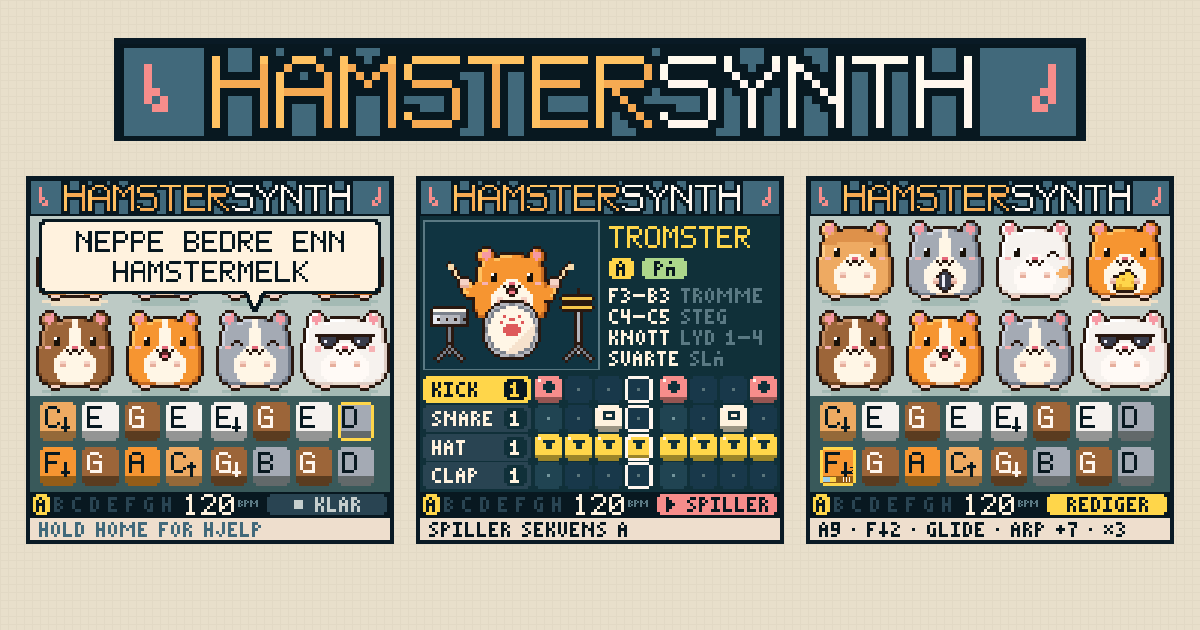 HAMSTERSYNTH
HAMSTERSYNTH
NEPPE BEDRE ENN
HAMSTERMELK
C↓ E G E E↓ G E D
F↓ G A C↑ G↓ B G D
A B C D E F G H 120 BPM ■ KLAR
HOLD HOME FOR HJELP
HAMSTERSYNTH
TROMSTER
A PÅ
F3–B3 TROMME
C4–C5 STEG
KNOTT LYD 1–4
SVARTE SLÅ
KICK 1
SNARE 1
HAT 1
CLAP 1
A B C D E F G H 120 BPM ▶ SPILLER
SPILLER SEKVENS A
HAMSTERSYNTH
C↓ E G E E↓ G E D
F↓ G A C↑ G↓ B G D
A B C D E F G H 120 BPM REDIGER
A9 · F↓2 · GLIDE · ARP +7 · ×3